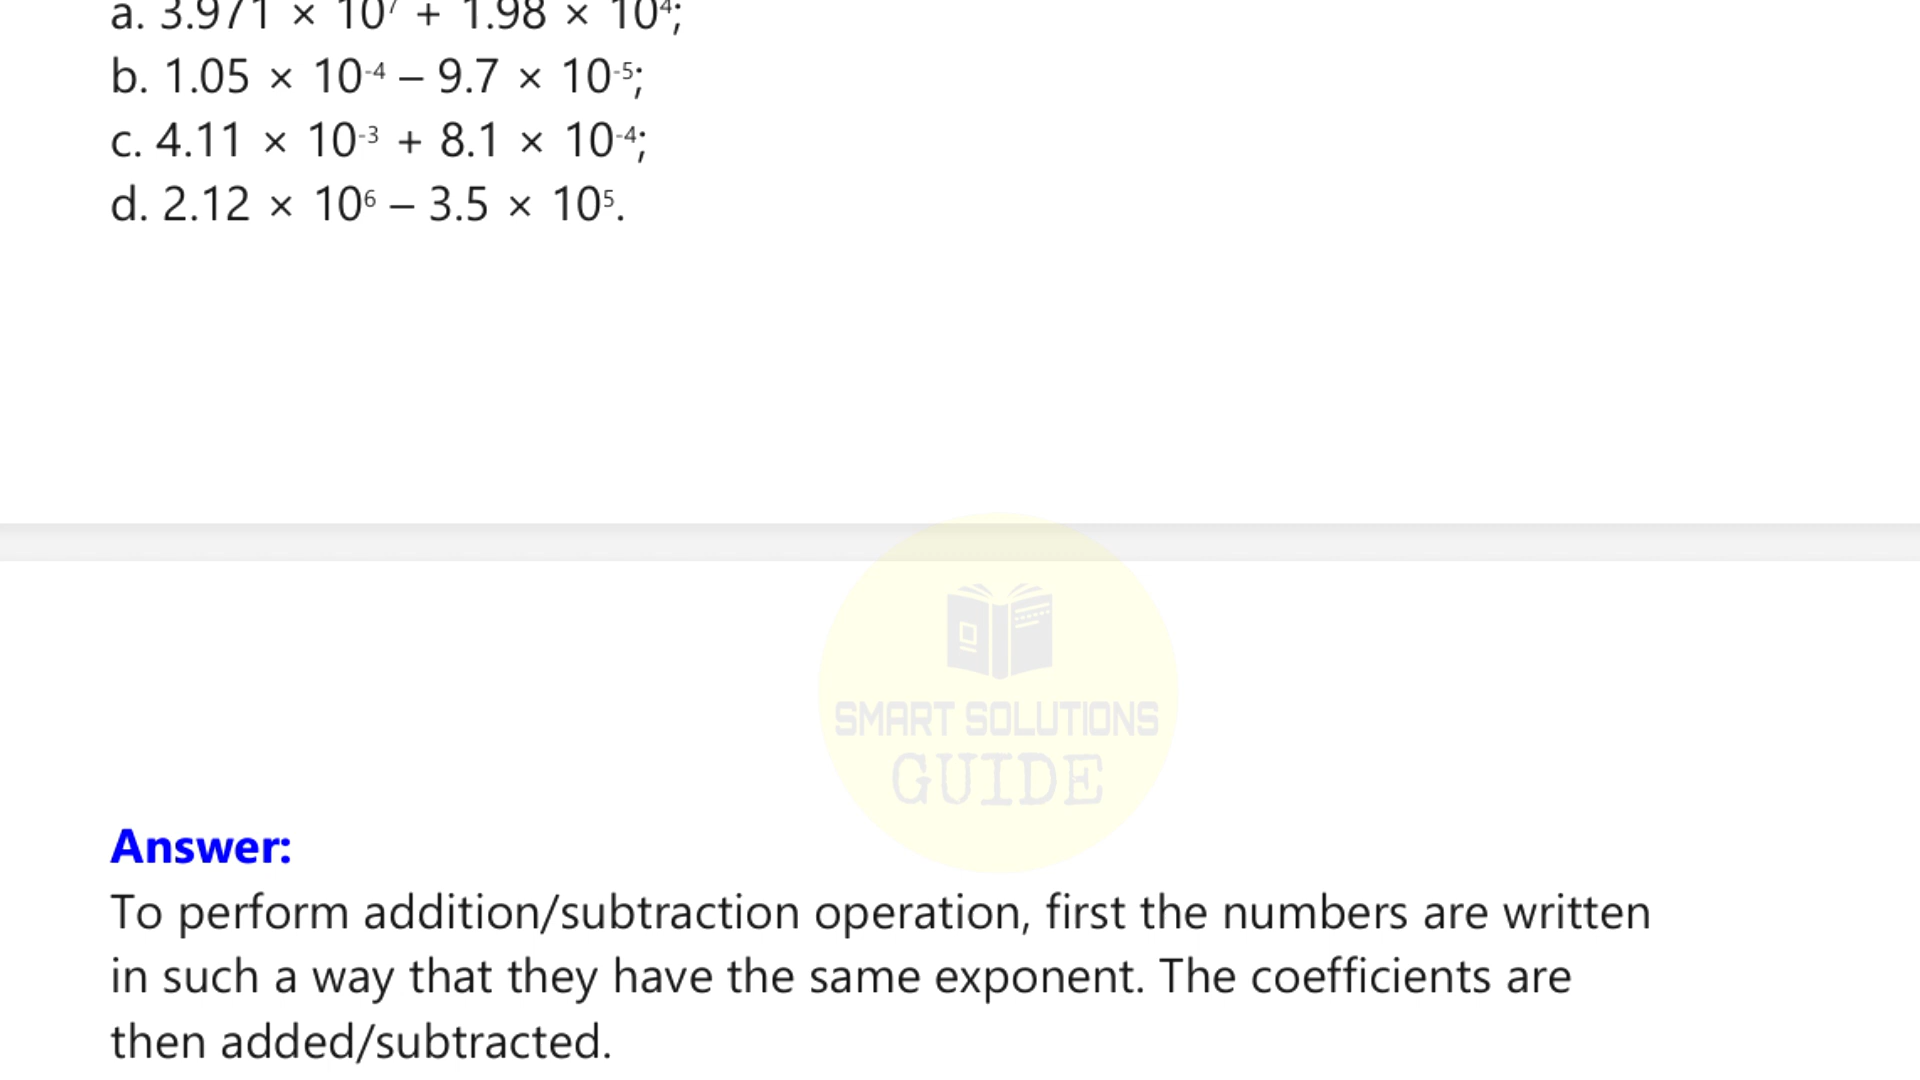 a. 3.971 × 10⁷ + 1.98 × 10⁴;
b. 1.05 × 10⁻⁴ – 9.7 × 10⁻⁵;
c. 4.11 × 10⁻³ + 8.1 × 10⁻⁴;
d. 2.12 × 10⁶ – 3.5 × 10⁵.
SMART SOLUTIONS
GUIDE
Answer:
To perform addition/subtraction operation, first the numbers are written
in such a way that they have the same exponent. The coefficients are
then added/subtracted.